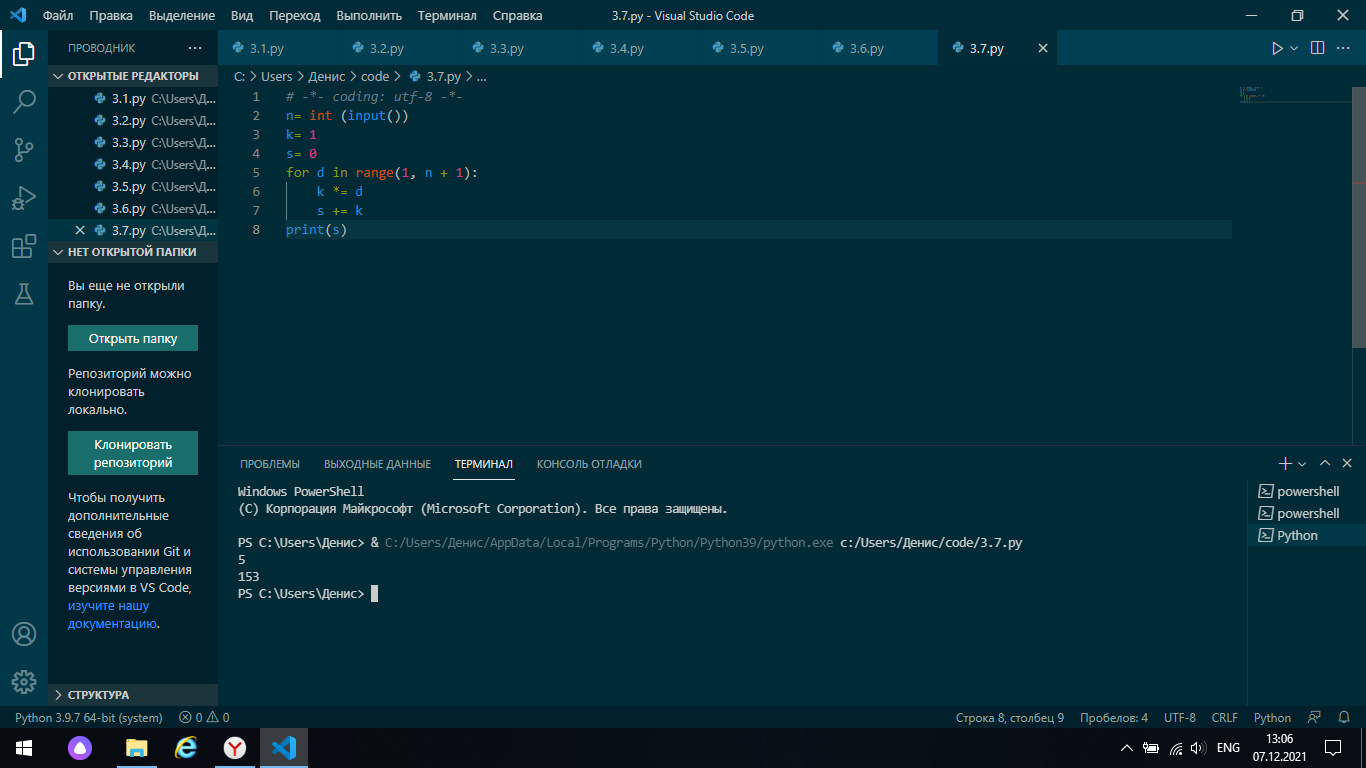 Файл Правка Выделение Вид Переход Выполнить Терминал Справка 3.7.py - Visual Studio Code
ПРОВОДНИК ...
3.1.py 3.2.py 3.3.py 3.4.py 3.5.py 3.6.py 3.7.py
ОТКРЫТЫЕ РЕДАКТОРЫ
3.1.py C:\Users\Д...
3.2.py C:\Users\Д...
3.3.py C:\Users\Д...
3.4.py C:\Users\Д...
3.5.py C:\Users\Д...
3.6.py C:\Users\Д...
3.7.py C:\Users\Д...
НЕТ ОТКРЫТОЙ ПАПКИ
Вы еще не открыли
папку.
Открыть папку
Репозиторий можно
клонировать
локально.
Клонировать
репозиторий
Чтобы получить
дополнительные
сведения об
использовании Git и
системы управления
версиями в VS Code,
изучите нашу
документацию.
СТРУКТУРА
C: > Users > Денис > code > 3.7.py > ...
1 # -*- coding: utf-8 -*-
2 n= int (input())
3 k= 1
4 s= 0
5 for d in range(1, n + 1):
6 k *= d
7 s += k
8 print(s)
ПРОБЛЕМЫ ВЫХОДНЫЕ ДАННЫЕ ТЕРМИНАЛ КОНСОЛЬ ОТЛАДКИ
Windows PowerShell
(C) Корпорация Майкрософт (Microsoft Corporation). Все права защищены.
PS C:\Users\Денис> & C:/Users/Денис/AppData/Local/Programs/Python/Python39/python.exe c:/Users/Денис/code/3.7.py
5
153
PS C:\Users\Денис>
powershell
powershell
Python
Python 3.9.7 64-bit (system) 0 0 Строка 8, столбец 9 Пробелов: 4 UTF-8 CRLF Python
ENG
13:06
07.12.2021